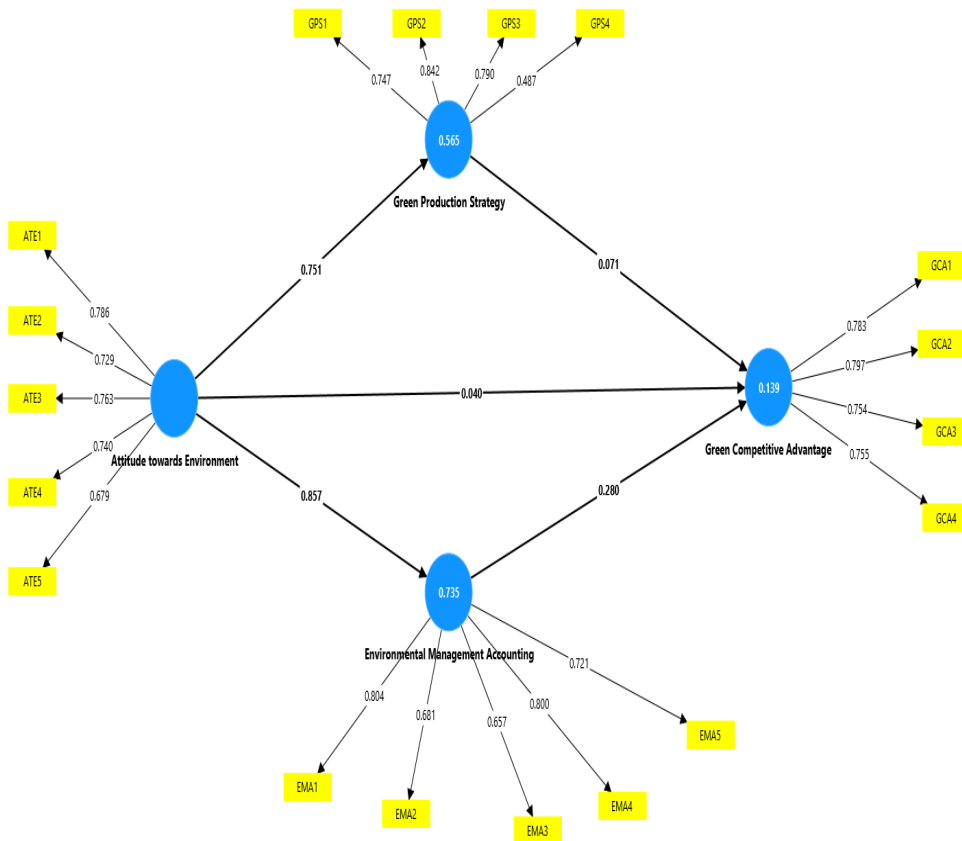 GPS1
GPS2
GPS3
GPS4
0.747
0.842
0.790
0.487
0.565
Green Production Strategy
ATE1
ATE2
ATE3
ATE4
ATE5
0.786
0.729
0.763
0.740
0.679
Attitude towards Environment
0.751
0.071
0.040
0.857
0.280
GCA1
GCA2
GCA3
GCA4
0.783
0.797
0.754
0.755
0.139
Green Competitive Advantage
0.735
Environmental Management Accounting
0.804
0.681
0.657
0.800
0.721
EMA1
EMA2
EMA3
EMA4
EMA5